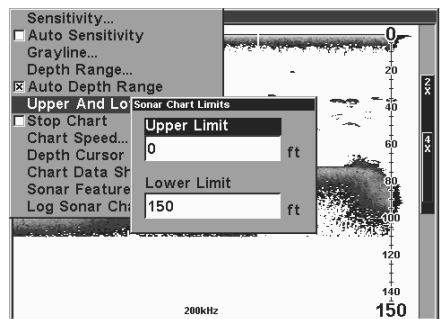 Sensitivity...
Auto Sensitivity
Grayline...
Depth Range...
Auto Depth Range
Upper And Lo
Stop Chart
Chart Speed...
Depth Cursor
Chart Data Sh
Sonar Feature
Log Sonar Cha
Sonar Chart Limits
Upper Limit
0 ft
Lower Limit
150 ft
0
20
40
60
80
100
120
140
150
2X
4X
200kHz